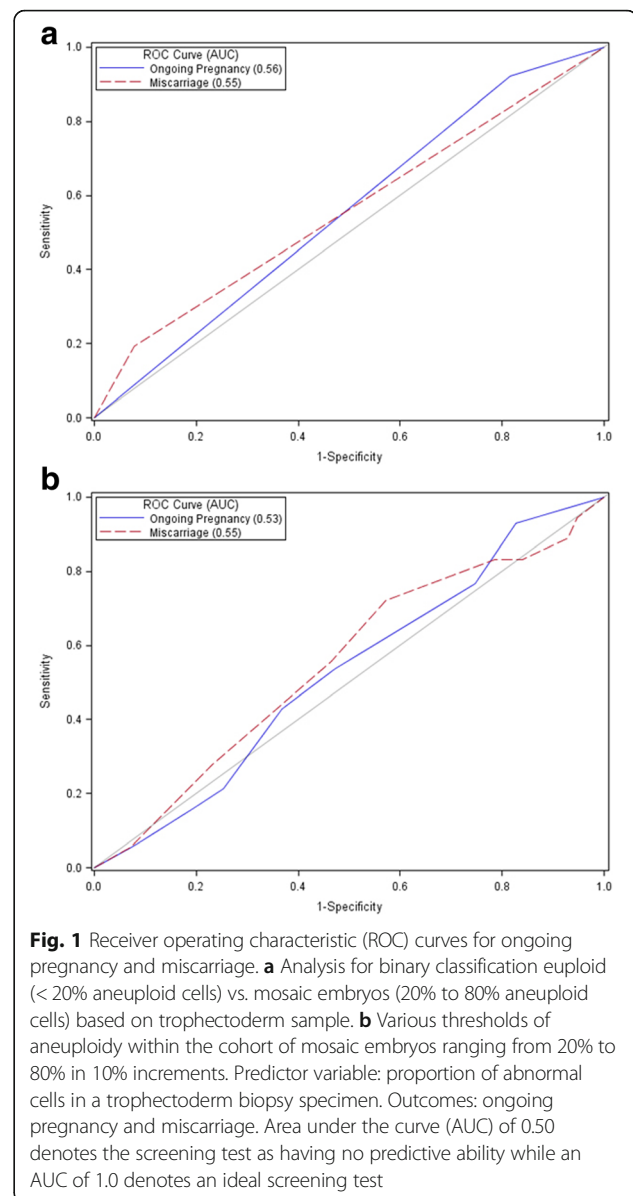 a
1.0
ROC Curve (AUC)
Ongoing Pregnancy (0.56)
Miscarriage (0.55)
0.8
0.6
Sensitivity
0.4
0.2
0.0
0.0 0.2 0.4 0.6 0.8 1.0
1-Specificity
b
1.0
ROC Curve (AUC)
Ongoing Pregnancy (0.53)
Miscarriage (0.55)
0.8
0.6
Sensitivity
0.4
0.2
0.0
0.0 0.2 0.4 0.6 0.8 1.0
1-Specificity
Fig. 1 Receiver operating characteristic (ROC) curves for ongoing
pregnancy and miscarriage. a Analysis for binary classification euploid
(< 20% aneuploid cells) vs. mosaic embryos (20% to 80% aneuploid
cells) based on trophectoderm sample. b Various thresholds of
aneuploidy within the cohort of mosaic embryos ranging from 20% to
80% in 10% increments. Predictor variable: proportion of abnormal
cells in a trophectoderm biopsy specimen. Outcomes: ongoing
pregnancy and miscarriage. Area under the curve (AUC) of 0.50
denotes the screening test as having no predictive ability while an
AUC of 1.0 denotes an ideal screening test